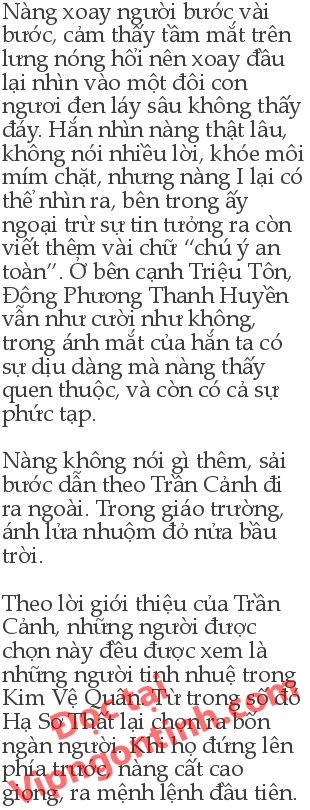 Nàng xoay người bước vài
bước, cảm thấy tầm mắt trên
lưng nóng hổi nên xoay đầu
lại nhìn vào một đôi con
ngươi đen láy sâu không thấy
đáy. Hắn nhìn nàng thật lâu,
không nói nhiều lời, khóe môi
mím chặt, nhưng nàng I lại có
thể nhìn ra, bên trong ấy
ngoại trừ sự tin tưởng ra còn
viết thêm vài chữ “chú ý an
toàn”. Ở bên cạnh Triệu Tôn,
Đông Phương Thanh Huyền
vẫn như cười như không,
trong ánh mắt của hắn ta có
sự dịu dàng mà nàng thấy
quen thuộc, và còn có cả sự
phức tạp.
Nàng không nói gì thêm, sải
bước dẫn theo Trần Cảnh đi
ra ngoài. Trong giáo trường,
ánh lửa nhuộm đỏ nửa bầu
trời.
Theo lời giới thiệu của Trần
Cảnh, những người được
chọn này đều được xem là
những người tinh nhuệ trong
Kim Vệ Quân. Từ trong số đó
Hạ Sơ Thất lại chọn ra bốn
ngàn người. Khi họ đứng lên
phía trước, nàng cất cao
giọng, ra mệnh lệnh đầu tiên.
Đọc tại
Vipngontinh.com